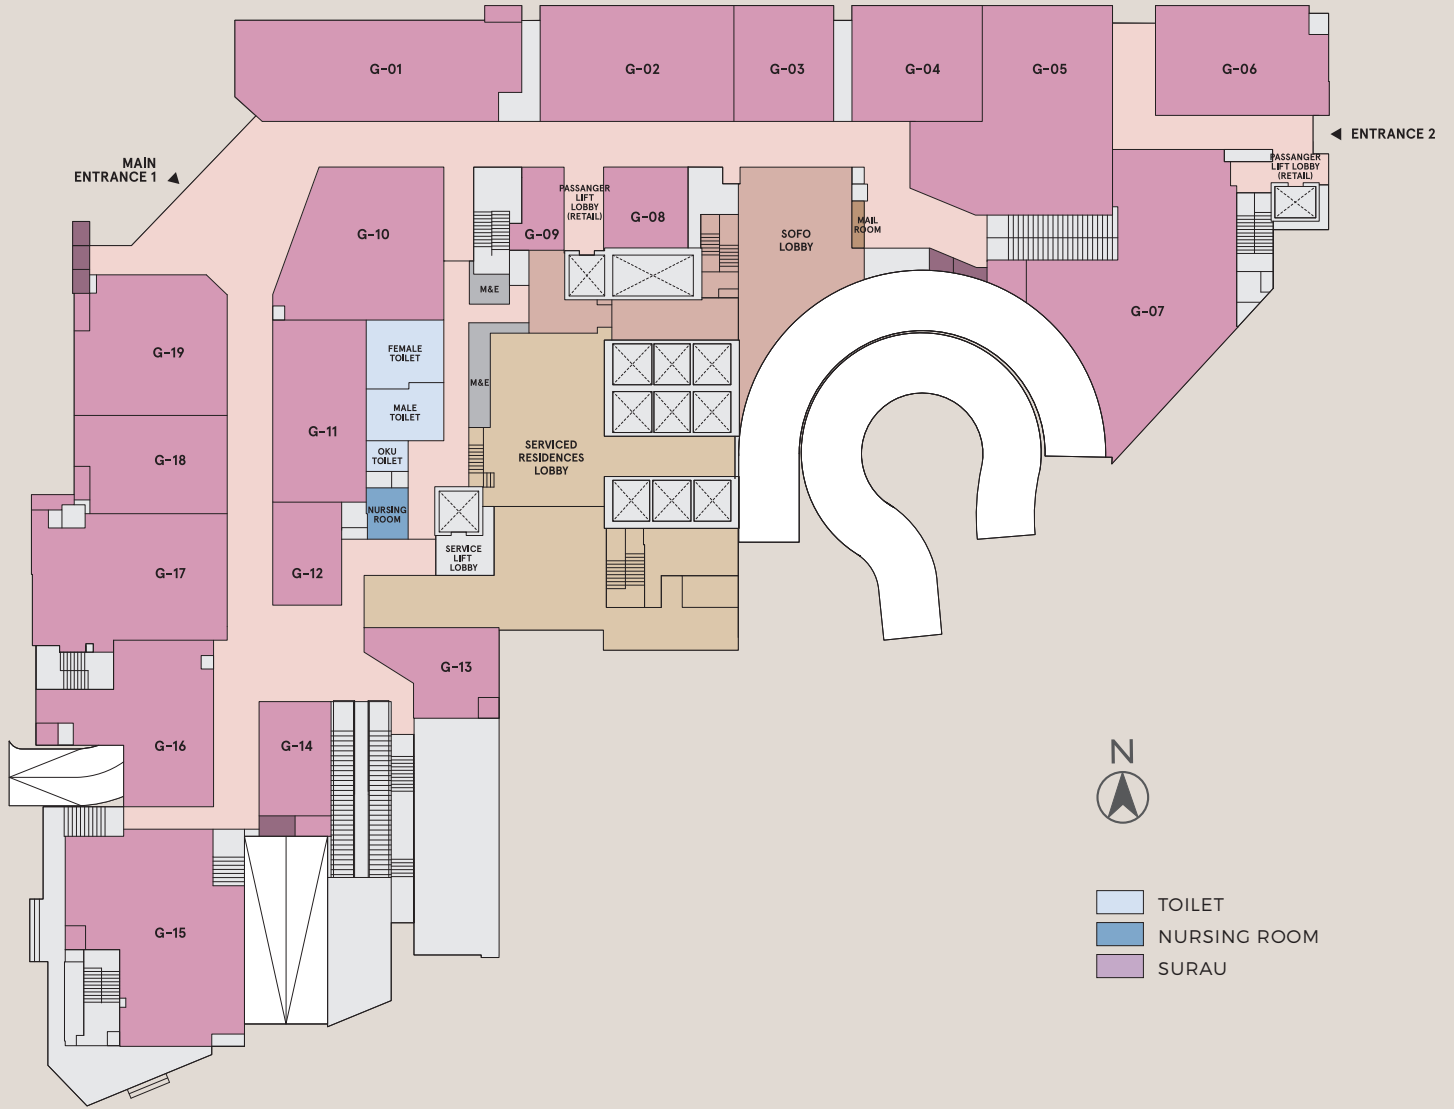 G-01
G-02
G-03
G-04
G-05
G-06
ENTRANCE 2
MAIN
ENTRANCE 1
PASSANGER
LIFT LOBBY
(RETAIL)
PASSANGER
LIFT
LOBBY
(RETAIL)
G-10
G-09
G-08
SOFO
LOBBY
MAIL
ROOM
M&E
G-07
G-19
FEMALE
TOILET
M&E
MALE
TOILET
G-11
G-18
OKU
TOILET
SERVICED
RESIDENCES
LOBBY
NURSING
ROOM
SERVICE
LIFT
LOBBY
G-17
G-12
G-13
G-16
G-14
G-15
N
TOILET
NURSING ROOM
SURAU